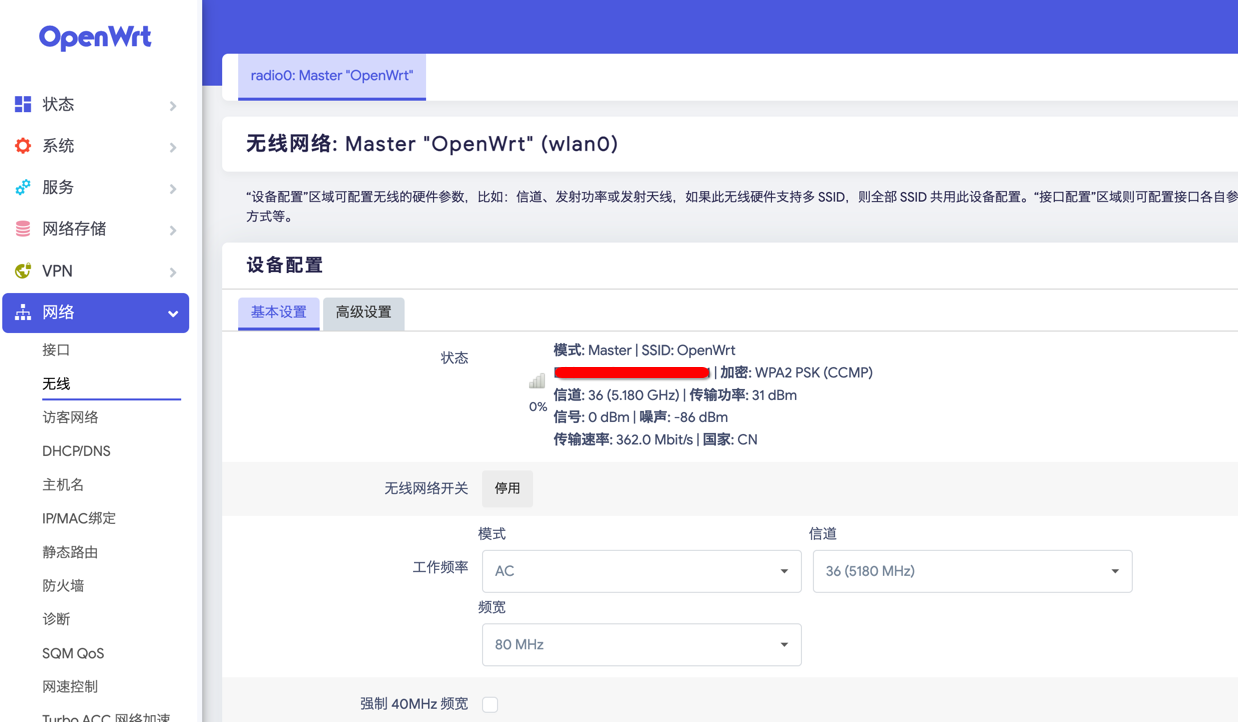 OpenWrt
状态
系统
服务
网络存储
VPN
网络
接口
无线
访客网络
DHCP/DNS
主机名
IP/MAC绑定
静态路由
防火墙
诊断
SQM QoS
网速控制
Turbo ACC 网络加速
radio0: Master "OpenWrt"
无线网络: Master "OpenWrt" (wlan0)
“设备配置”区域可配置无线的硬件参数，比如：信道、发射功率或发射天线，如果此无线硬件支持多 SSID，则全部 SSID 共用此设备配置。“接口配置”区域则可配置接口各自参
方式等。
设备配置
基本设置 高级设置
状态
0%
模式: Master | SSID: OpenWrt
| 加密: WPA2 PSK (CCMP)
信道: 36 (5.180 GHz) | 传输功率: 31 dBm
信号: 0 dBm | 噪声: -86 dBm
传输速率: 362.0 Mbit/s | 国家: CN
无线网络开关 停用
模式 信道
工作频率 AC 36 (5180 MHz)
频宽
80 MHz
强制 40MHz 频宽